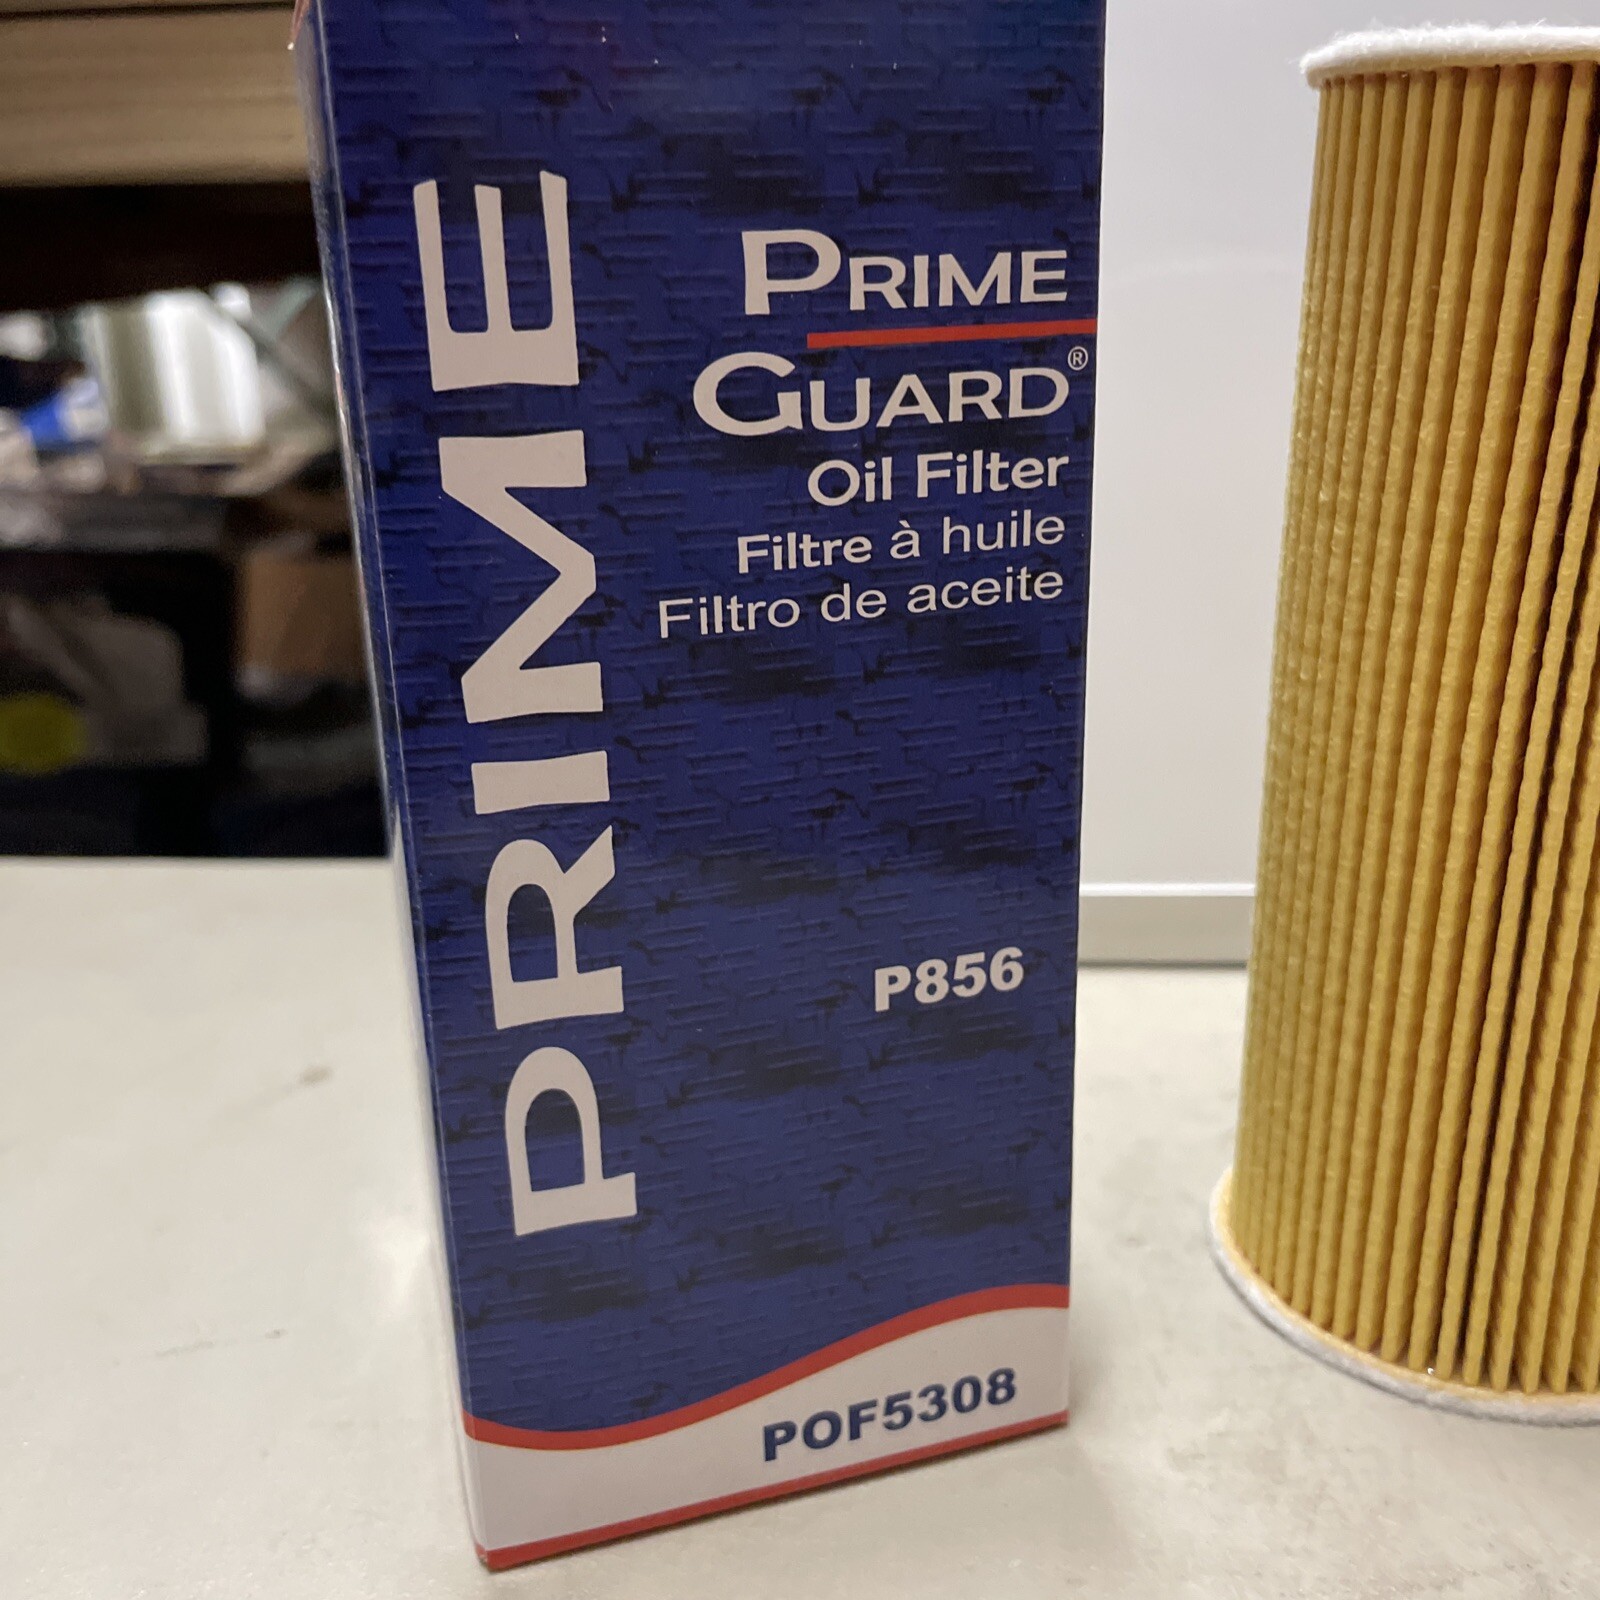 PRIME
PRIME
GUARD®
Oil Filter
Filtre à huile
Filtro de aceite
P856
POF5308